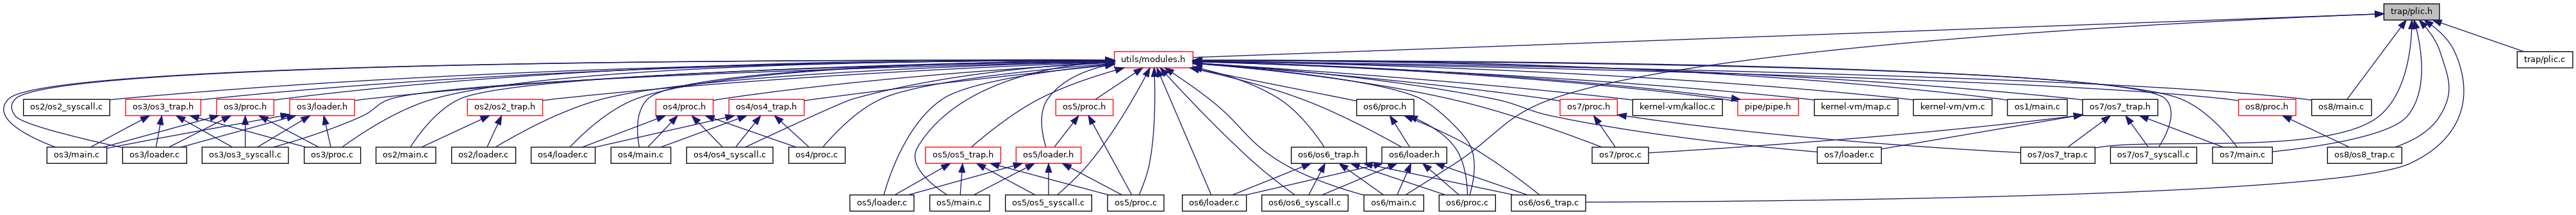 trap/plic.h
utils/modules.h
trap/plic.c
os2/os2_syscall.c
os3/os3_trap.h
os3/proc.h
os3/loader.h
os2/os2_trap.h
os4/proc.h
os4/os4_trap.h
os5/proc.h
os6/proc.h
os7/proc.h
kernel-vm/kalloc.c
pipe/pipe.h
kernel-vm/map.c
kernel-vm/vm.c
os1/main.c
os7/os7_trap.h
os8/proc.h
os8/main.c
os3/main.c
os3/loader.c
os3/os3_syscall.c
os3/proc.c
os2/main.c
os2/loader.c
os4/loader.c
os4/main.c
os4/os4_syscall.c
os4/proc.c
os5/os5_trap.h
os5/loader.h
os6/os6_trap.h
os6/loader.h
os7/proc.c
os7/loader.c
os7/os7_trap.c
os7/os7_syscall.c
os7/main.c
os8/os8_trap.c
os5/loader.c
os5/main.c
os5/os5_syscall.c
os5/proc.c
os6/loader.c
os6/os6_syscall.c
os6/main.c
os6/proc.c
os6/os6_trap.c